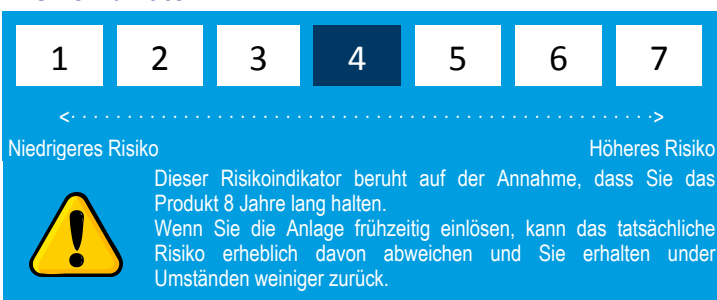 1 2 3 4 5 6 7
<· · · · · · · · · · · · · · · · · · · · · · · · · · · · · · · · · · · · · · · · · · · · · · · · · · · · · ·>
Niedrigeres Risiko Höheres Risiko
Dieser Risikoindikator beruht auf der Annahme, dass Sie das
Produkt 8 Jahre lang halten.
Wenn Sie die Anlage frühzeitig einlösen, kann das tatsächliche
Risiko erheblich davon abweichen und Sie erhalten under
Umständen weiniger zurück.